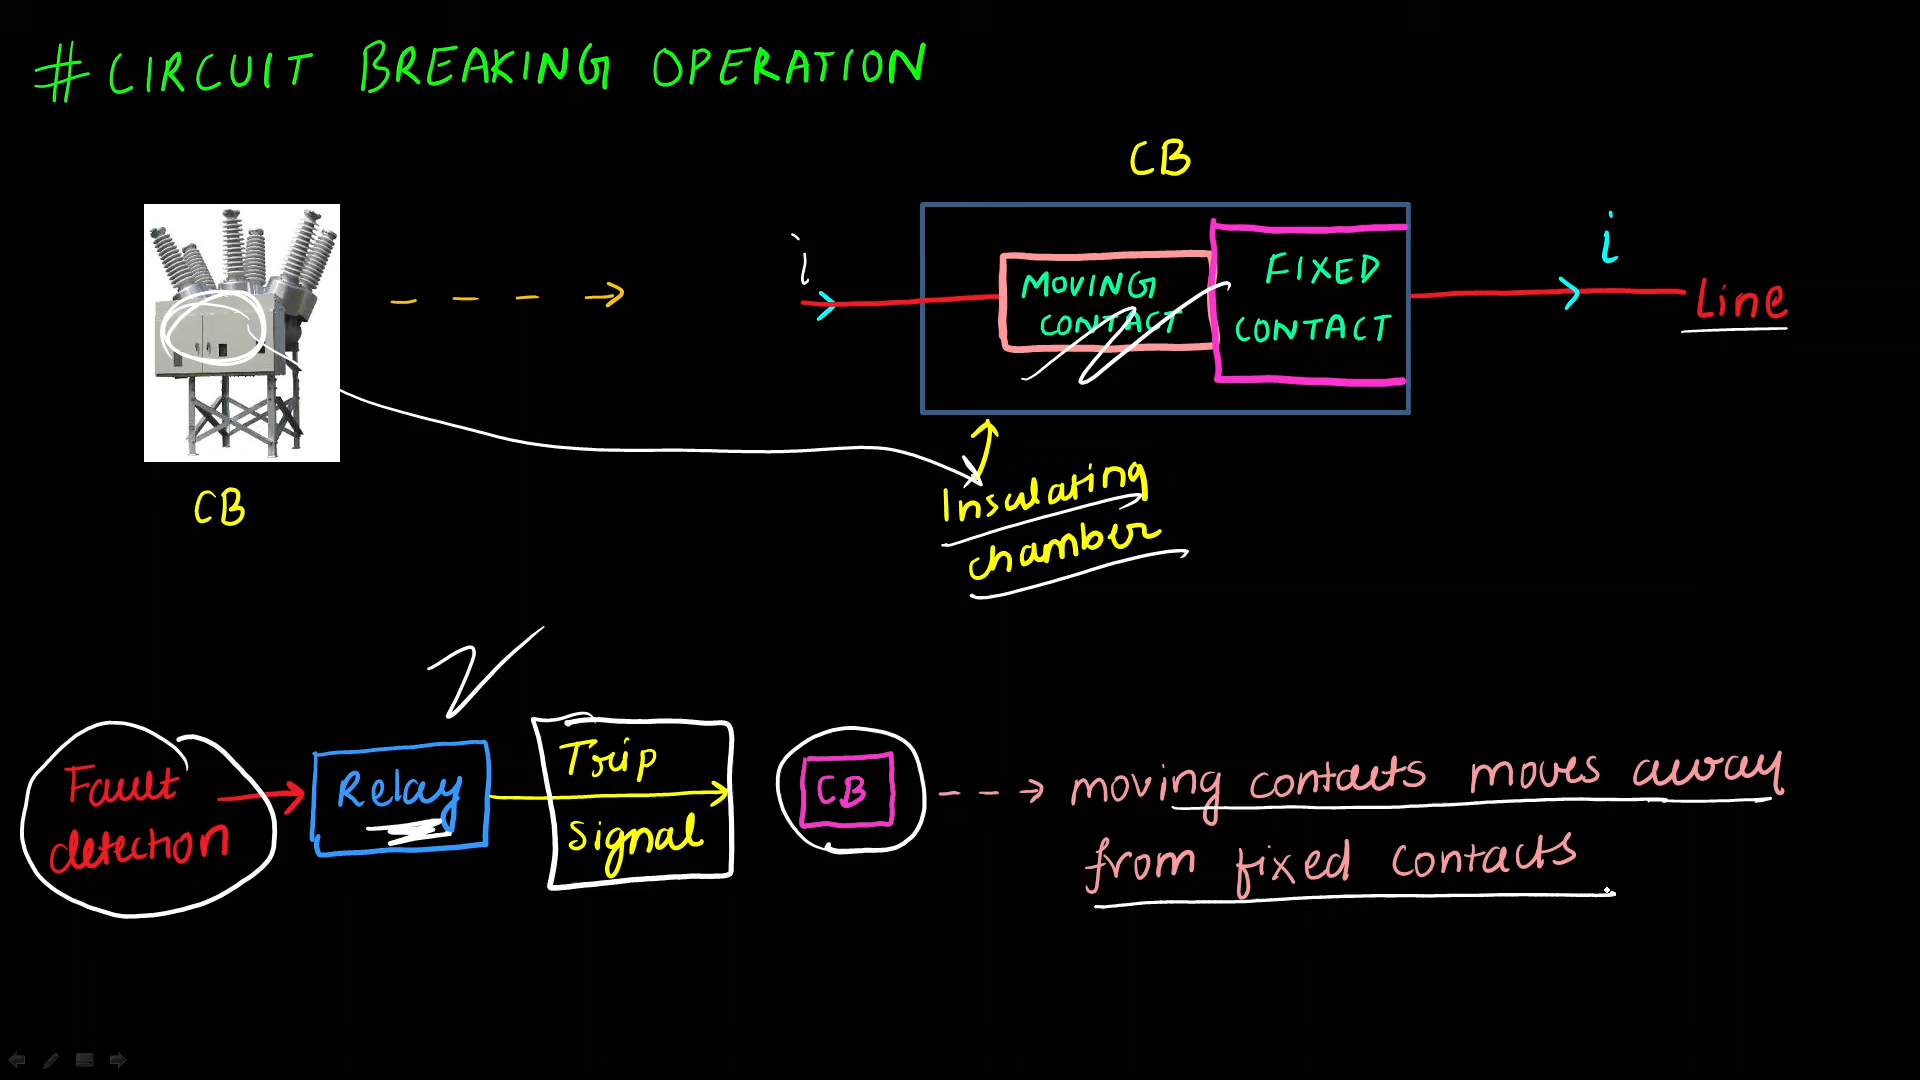 # CIRCUIT BREAKING OPERATION
CB
i
i
MOVING
CONTACT
FIXED
CONTACT
Line
CB
Insulating
chamber
Fault
detection
Relay
Trip
Signal
CB
moving contacts moves away
from fixed contacts